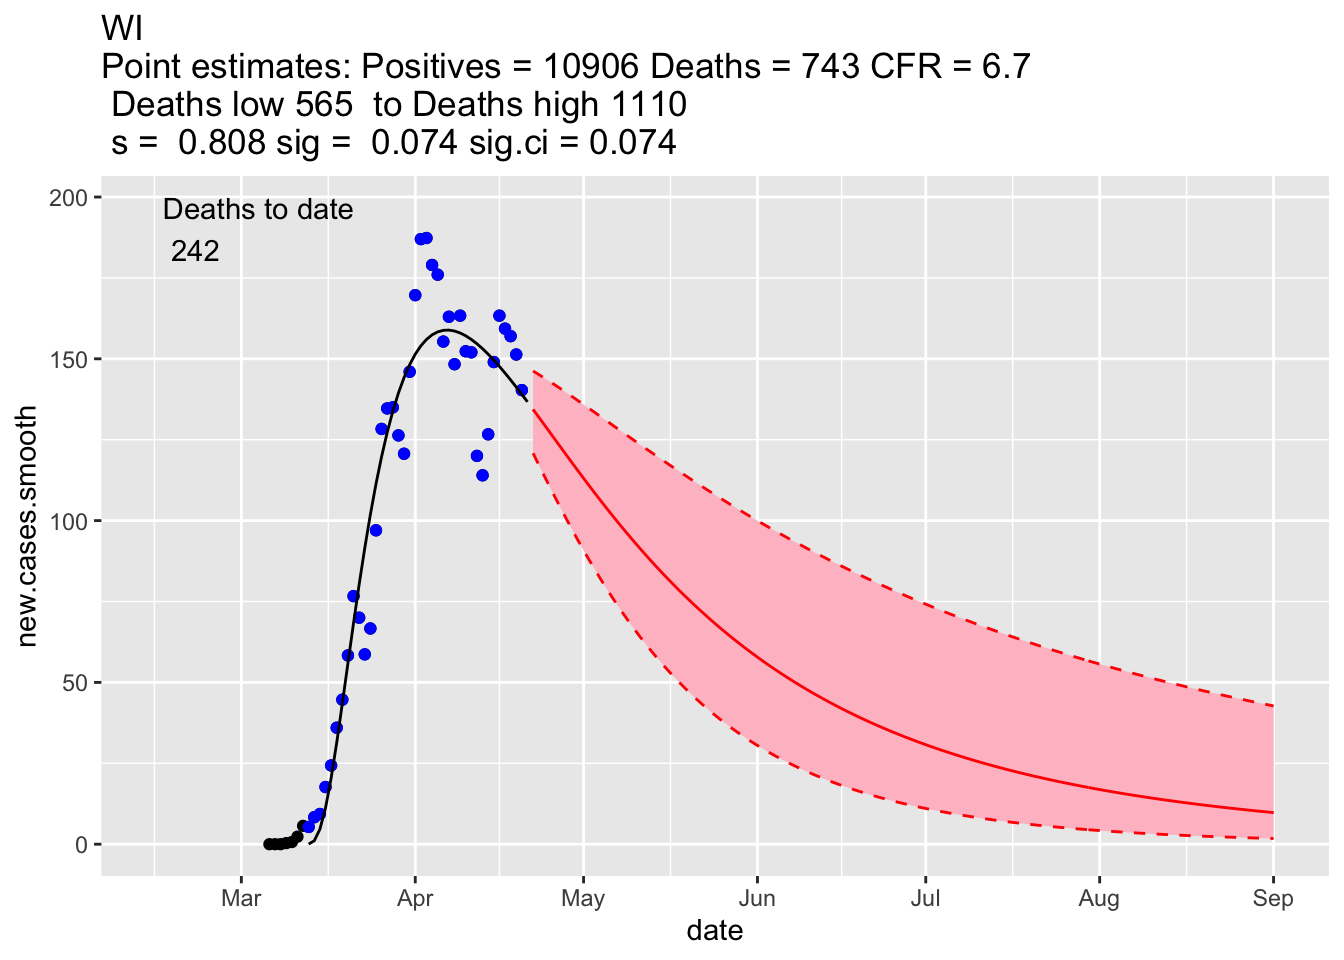 WI
Point estimates: Positives = 10906 Deaths = 743 CFR = 6.7
Deaths low 565  to Deaths high 1110
s =  0.808 sig =  0.074 sig.ci = 0.074
Deaths to date
242
new.cases.smooth
200
150
100
50
0
Mar Apr May Jun Jul Aug Sep
date